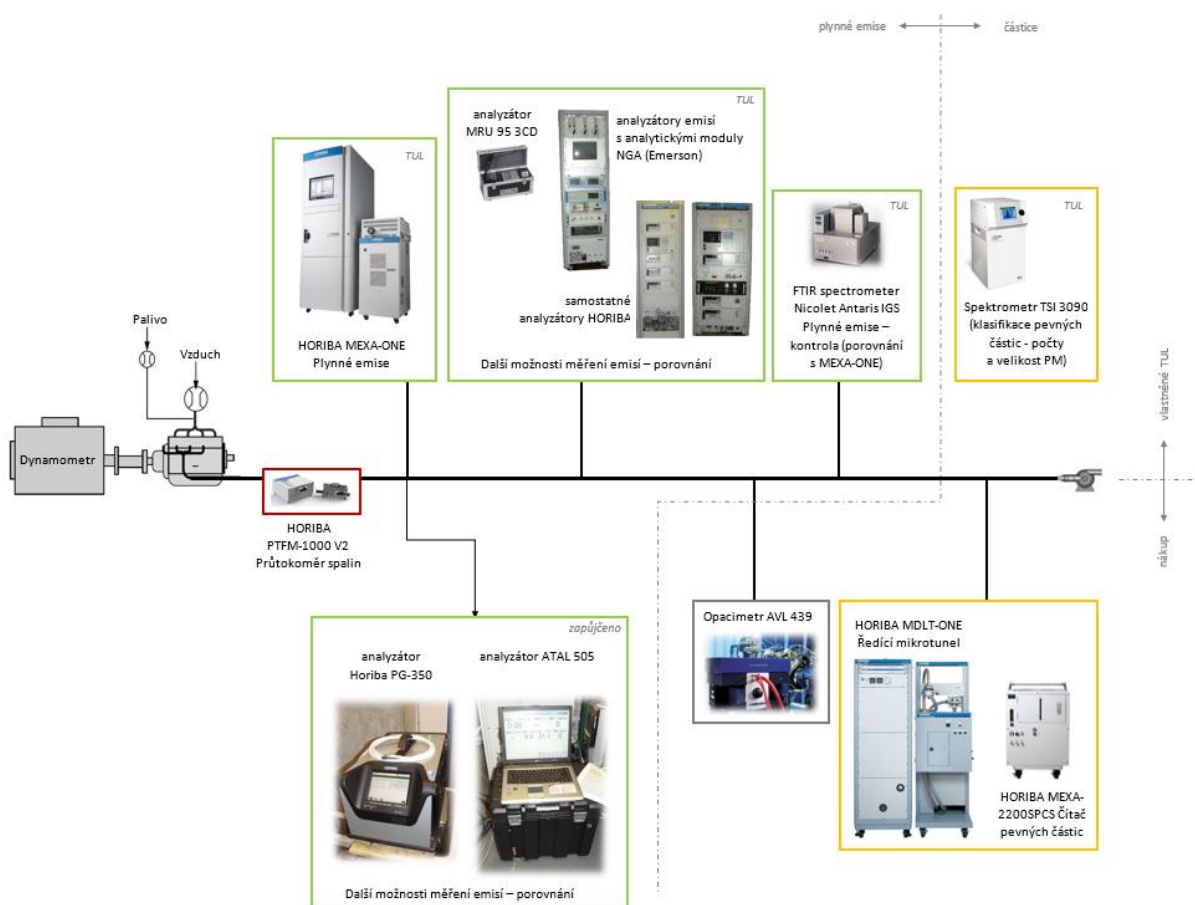 plynné emise
částice
TUL
HORIBA MEXA-ONE
Plynné emise
TUL
analyzátor
MRU 95 3CD
analyzátory emisí
s analytickými moduly
NGA (Emerson)
samostatné
analyzátory HORIBA
Další možnosti měření emisí – porovnání
TUL
FTIR spectrometer
Nicolet Antaris IGS
Plynné emise –
kontrola (porovnání
s MEXA-ONE)
TUL
Spektrometr TSI 3090
(klasifikace pevných
částic - počty
a velikost PM)
Palivo
Vzduch
Dynamometr
HORIBA
PTFM-1000 V2
Průtokoměr spalin
vlastněné TUL
nákup
zapůjčeno
analyzátor
Horiba PG-350
analyzátor ATAL 505
Další možnosti měření emisí – porovnání
Opacimetr AVL 439
HORIBA MDLT-ONE
Ředící mikrotunel
HORIBA MEXA-
2200SPCS Čítač
pevných částic